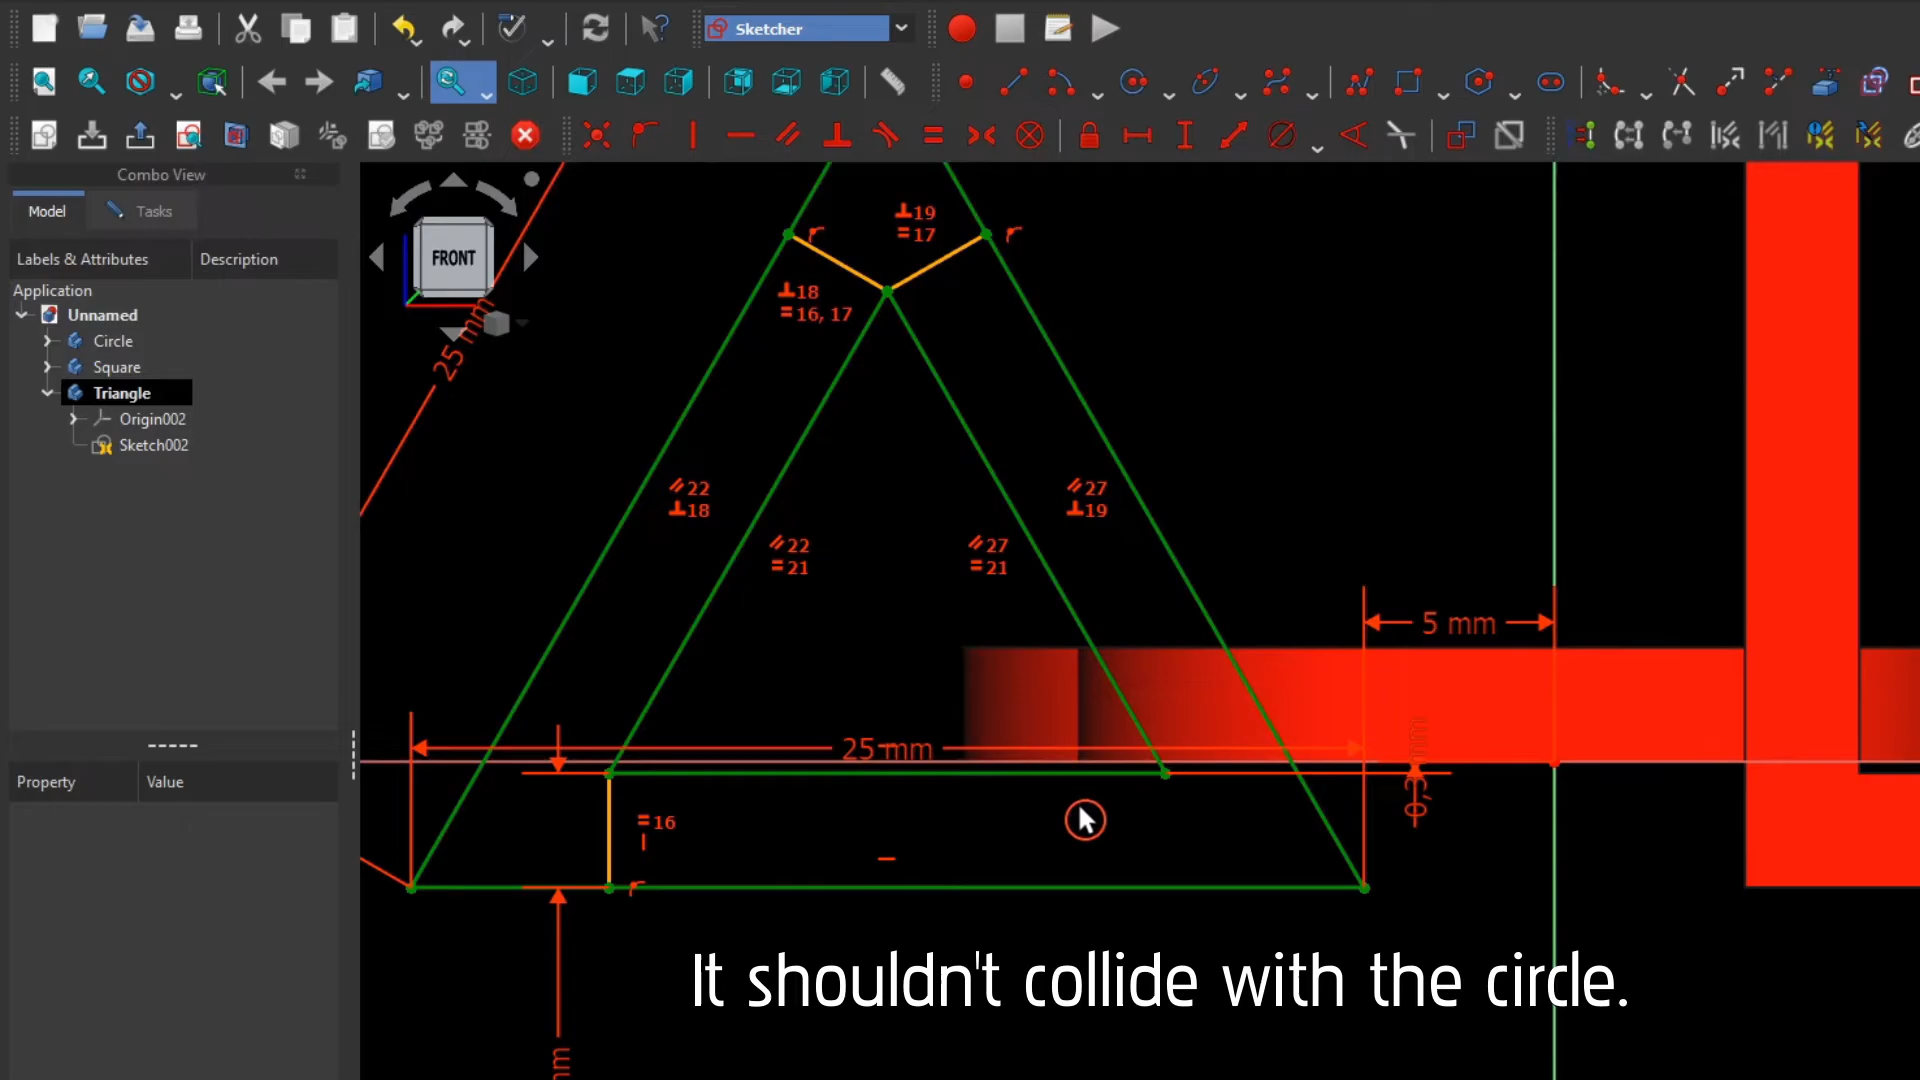 Sketcher
Combo View
Model
Tasks
Labels & Attributes
Description
Application
Unnamed
Circle
Square
Triangle
Origin002
Sketch002
Property
Value
FRONT
25 mm
19
=17
18
=16, 17
22
18
27
19
22
=21
27
=21
5 mm
25 mm
=16
It shouldn't collide with the circle.